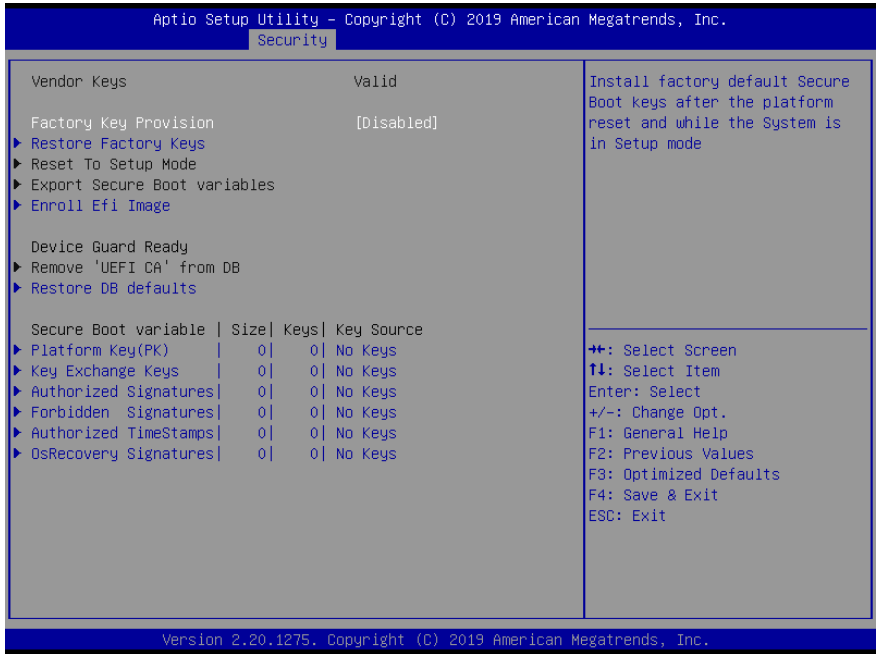 Aptio Setup Utility – Copyright (C) 2019 American Megatrends, Inc.
Security
Vendor Keys Valid
Factory Key Provision [Disabled]
Restore Factory Keys
Reset To Setup Mode
Export Secure Boot variables
Enroll Efi Image
Device Guard Ready
Remove 'UEFI CA' from DB
Restore DB defaults
Secure Boot variable | Size| Keys| Key Source
Platform Key(PK) | 0| 0| No Keys
Key Exchange Keys | 0| 0| No Keys
Authorized Signatures| 0| 0| No Keys
Forbidden Signatures| 0| 0| No Keys
Authorized TimeStamps| 0| 0| No Keys
OsRecovery Signatures| 0| 0| No Keys
Install factory default Secure
Boot keys after the platform
reset and while the System is
in Setup mode
→←: Select Screen
↑↓: Select Item
Enter: Select
+/-: Change Opt.
F1: General Help
F2: Previous Values
F3: Optimized Defaults
F4: Save & Exit
ESC: Exit
Version 2.20.1275. Copyright (C) 2019 American Megatrends, Inc.